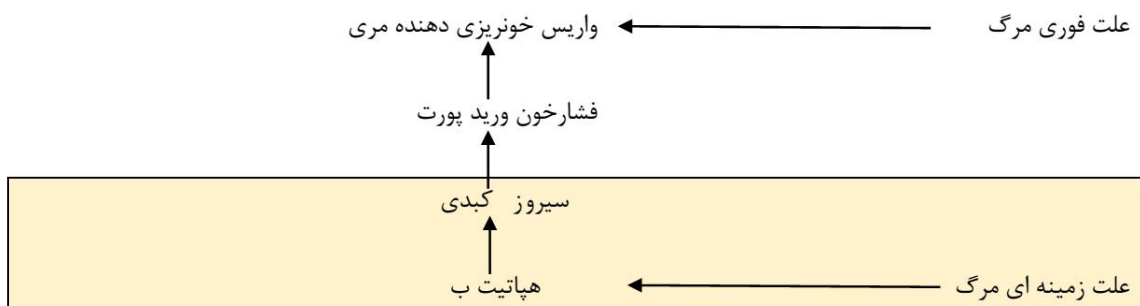 علت فوری مرگ واریس خونریزی دهنده مری
فشارخون ورید پورت
سیروز کبدی
علت زمینه ای مرگ هپاتیت ب